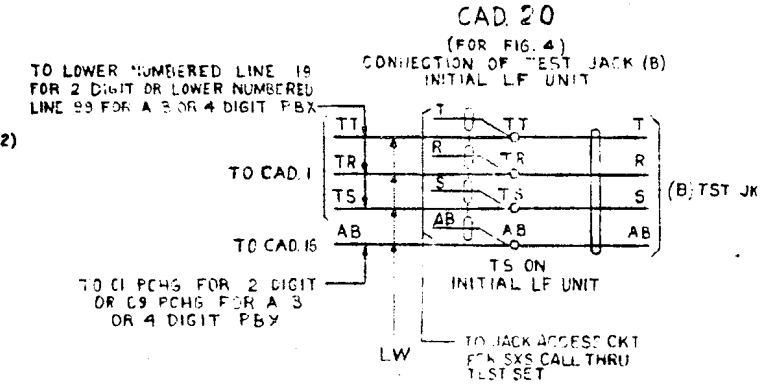 CAD. 20
(FOR FIG. 4)
CONNECTION OF TEST JACK (B)
INITIAL LF UNIT
TO LOWER NUMBERED LINE 19
FOR 2 DIGIT OR LOWER NUMBERED
LINE 99 FOR A 3 OR 4 DIGIT PBX
2)
TT T TT T
TR R TR R
TO CAD. 1
TS S TS S
(B) TST JK
AB AB AB AB
TO CAD. 16
TS ON
INITIAL LF UNIT
TO C1 PCHG FOR 2 DIGIT
OR C9 PCHG FOR A 3
OR 4 DIGIT PBX
LW
TO JACK ACCESS CKT
FOR SXS CALL THRU
TEST SET